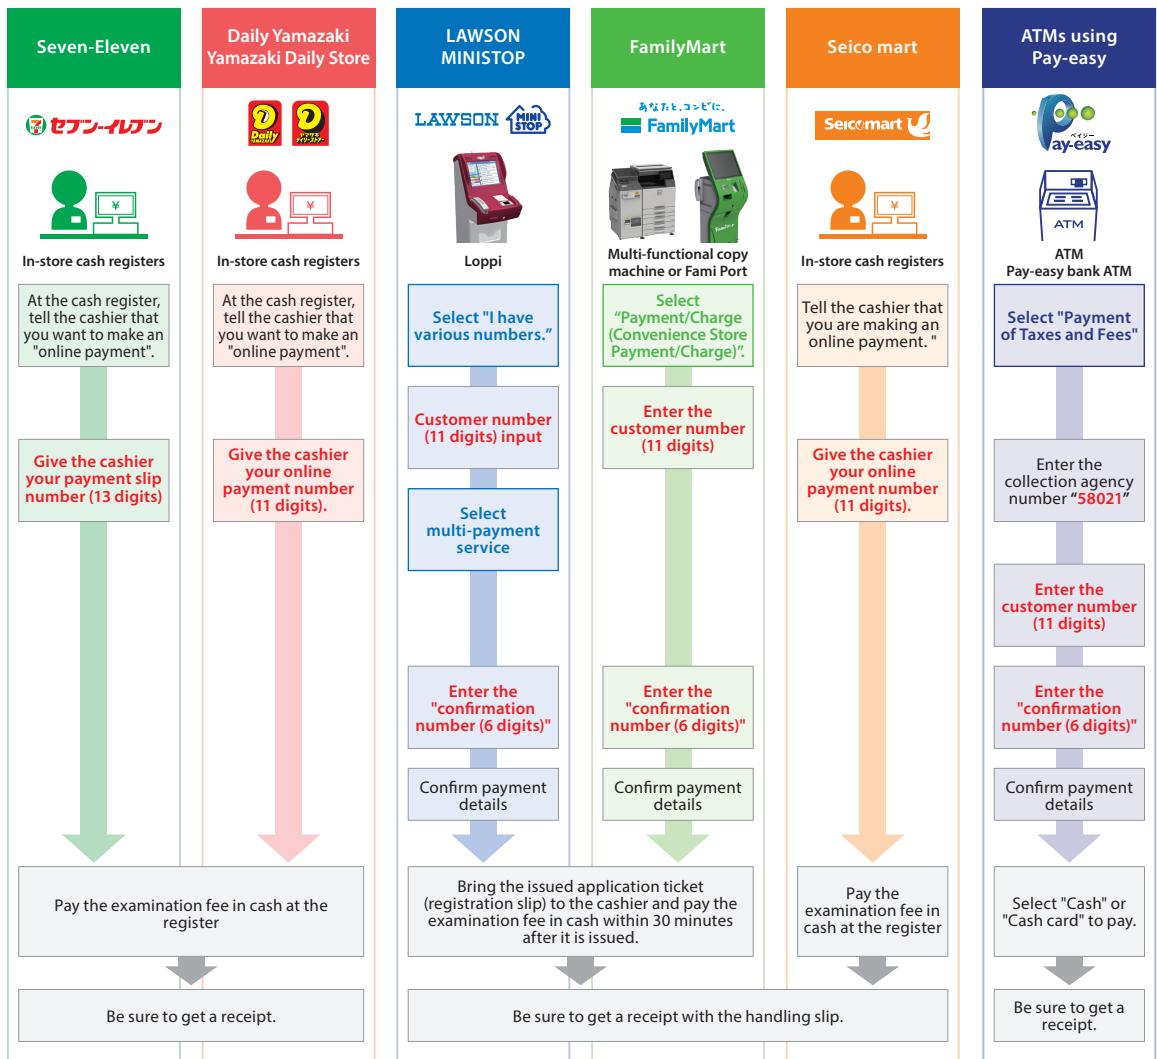 Seven-Eleven
セブン-イレブン
¥
In-store cash registers
At the cash register,
tell the cashier that
you want to make an
"online payment".
Give the cashier
your payment slip
number (13 digits)
Daily Yamazaki
Yamazaki Daily Store
Daily
YAMAZAKI
ヤマザキ
デイリーストアー
¥
In-store cash registers
At the cash register,
tell the cashier that
you want to make an
"online payment".
Give the cashier
your online
payment number
(11 digits).
Pay the examination fee in cash at the
register
Be sure to get a receipt.
LAWSON
MINISTOP
LAWSON
MINI
STOP
Loppi
Select "I have
various numbers.”
Customer number
(11 digits) input
Select
multi-payment
service
Enter the
"confirmation
number (6 digits)"
Confirm payment
details
FamilyMart
あなたと、コンビに、
FamilyMart
Multi-functional copy
machine or Fami Port
Select
“Payment/Charge
(Convenience Store
Payment/Charge)”.
Enter the
customer number
(11 digits)
Enter the
"confirmation
number (6 digits)"
Confirm payment
details
Bring the issued application ticket
(registration slip) to the cashier and pay the
examination fee in cash within 30 minutes
after it is issued.
Seico mart
Seicomart
¥
In-store cash registers
Tell the cashier that
you are making an
online payment. "
Give the cashier
your online
payment number
(11 digits).
Pay the
examination fee in
cash at the register
Be sure to get a receipt with the handling slip.
ATMs using
Pay-easy
ペイジー
Pay-easy
ATM
ATM
Pay-easy bank ATM
Select "Payment
of Taxes and Fees"
Enter the
collection agency
number “58021”
Enter the
customer number
(11 digits)
Enter the
"confirmation
number (6 digits)"
Confirm payment
details
Select "Cash" or
"Cash card" to pay.
Be sure to get a
receipt.